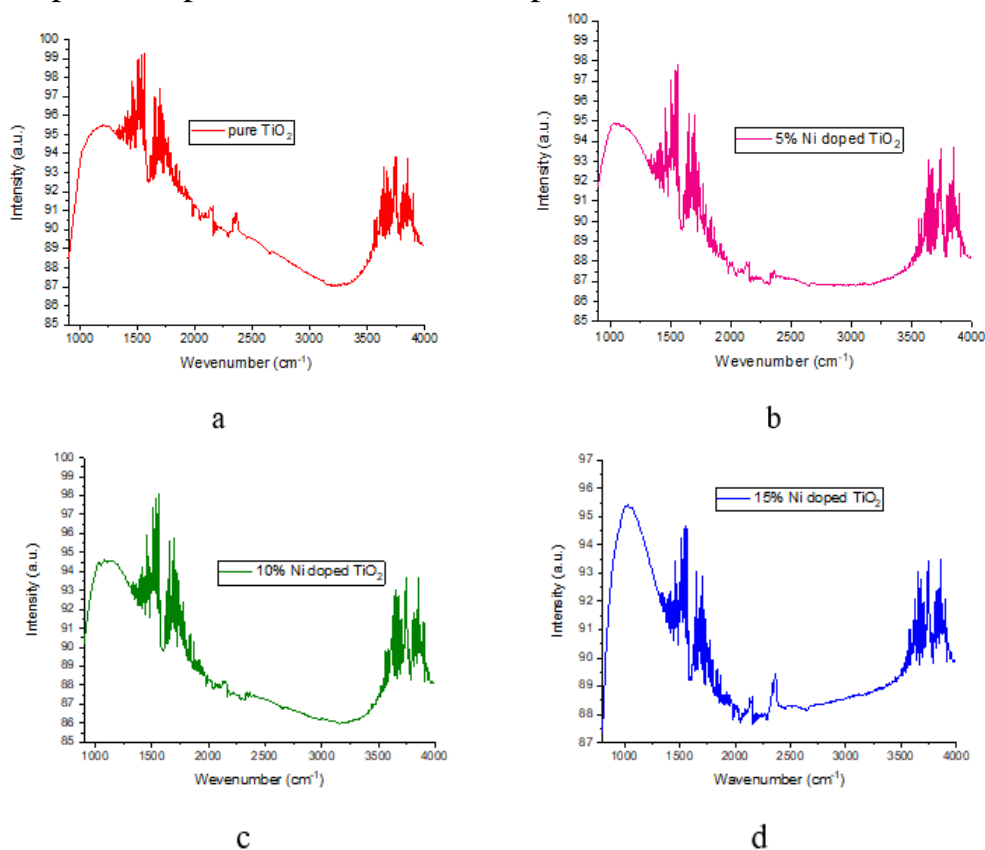 100
99
98
97
96
95
94
93
92
91
90
89
88
87
86
85
Intensity (a.u.)
pure TiO₂
1000 1500 2000 2500 3000 3500 4000
Wevenumber (cm⁻¹)
a
100
99
98
97
96
95
94
93
92
91
90
89
88
87
86
85
Intensity (a.u.)
5% Ni doped TiO₂
1000 1500 2000 2500 3000 3500 4000
Wevenumber (cm⁻¹)
b
100
99
98
97
96
95
94
93
92
91
90
89
88
87
86
85
Intensity (a.u.)
10% Ni doped TiO₂
1000 1500 2000 2500 3000 3500 4000
Wevenumber (cm⁻¹)
c
97
96
95
94
93
92
91
90
89
88
87
Intensity (a.u.)
15% Ni doped TiO₂
1000 1500 2000 2500 3000 3500 4000
Wavenumber (cm⁻¹)
d